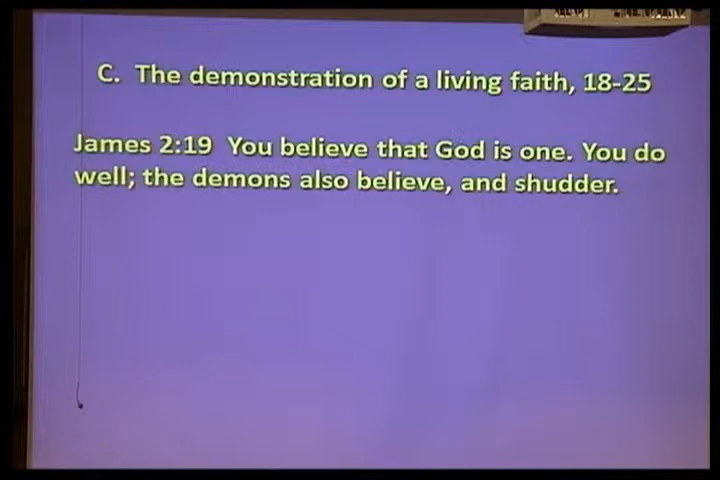 C. The demonstration of a living faith, 18-25
James 2:19 You believe that God is one. You do
well; the demons also believe, and shudder.